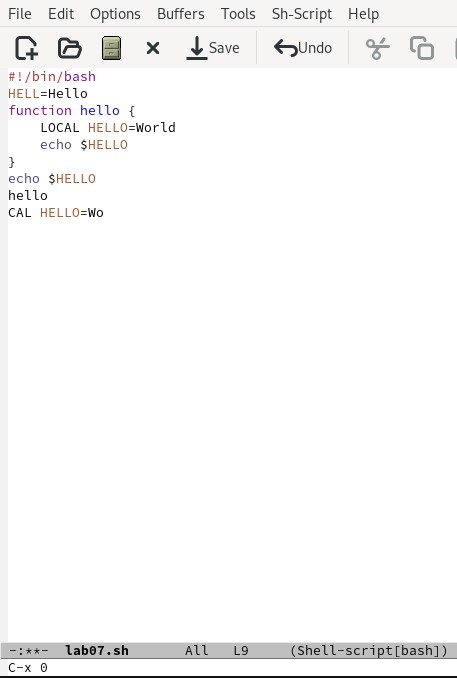 File Edit Options Buffers Tools Sh-Script Help
Save Undo
#!/bin/bash
HELL=Hello
function hello {
    LOCAL HELLO=World
    echo $HELLO
}
echo $HELLO
hello
CAL HELLO=Wo
-:**- lab07.sh All L9 (Shell-script[bash])
C-x 0